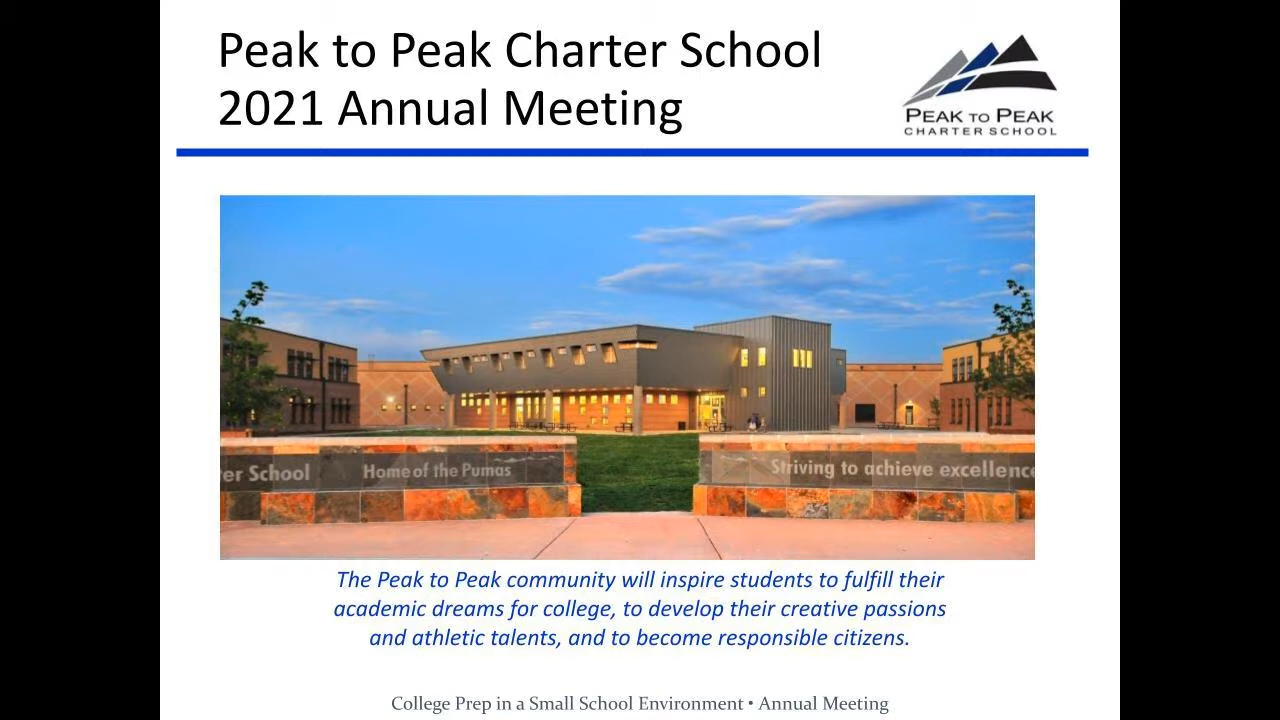 Peak to Peak Charter School
2021 Annual Meeting
PEAK TO PEAK
CHARTER SCHOOL
er School Home of the Pumas
Striving to achieve excellence
The Peak to Peak community will inspire students to fulfill their
academic dreams for college, to develop their creative passions
and athletic talents, and to become responsible citizens.
College Prep in a Small School Environment • Annual Meeting